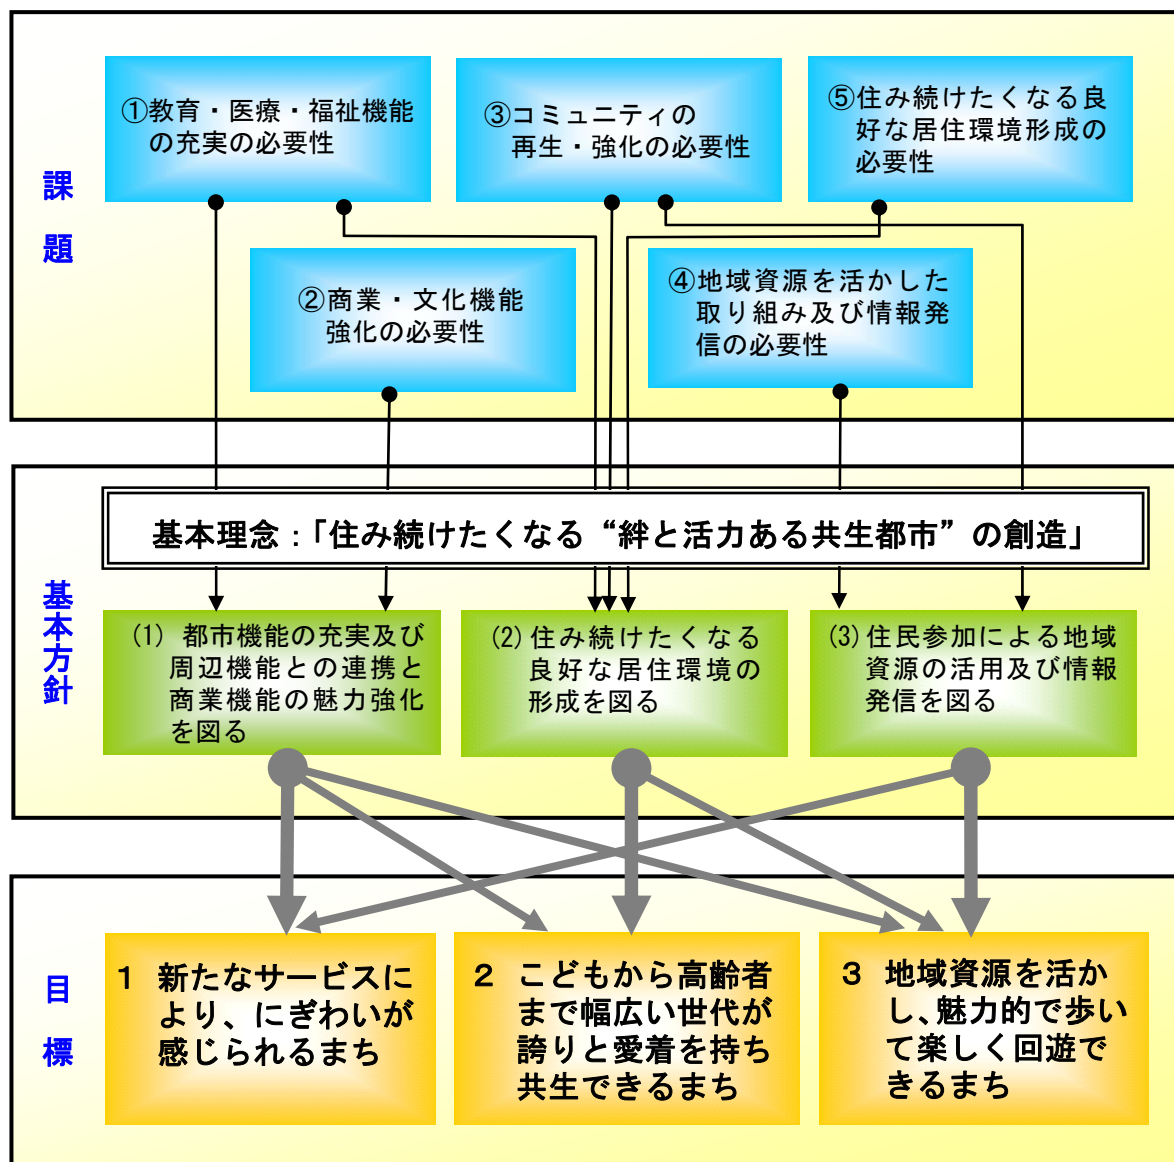 課題
①教育・医療・福祉機能
の充実の必要性
③コミュニティの
再生・強化の必要性
⑤住み続けたくなる良
好な居住環境形成の
必要性
②商業・文化機能
強化の必要性
④地域資源を活かした
取り組み及び情報発
信の必要性
基本方針
基本理念：「住み続けたくなる“絆と活力ある共生都市”の創造」
(1) 都市機能の充実及び
周辺機能との連携と
商業機能の魅力強化
を図る
(2)住み続けたくなる
良好な居住環境の
形成を図る
(3)住民参加による地域
資源の活用及び情報
発信を図る
目標
１ 新たなサービスに
より、にぎわいが
感じられるまち
２ こどもから高齢者
まで幅広い世代が
誇りと愛着を持ち
共生できるまち
３ 地域資源を活か
し、魅力的で歩い
て楽しく回遊で
きるまち